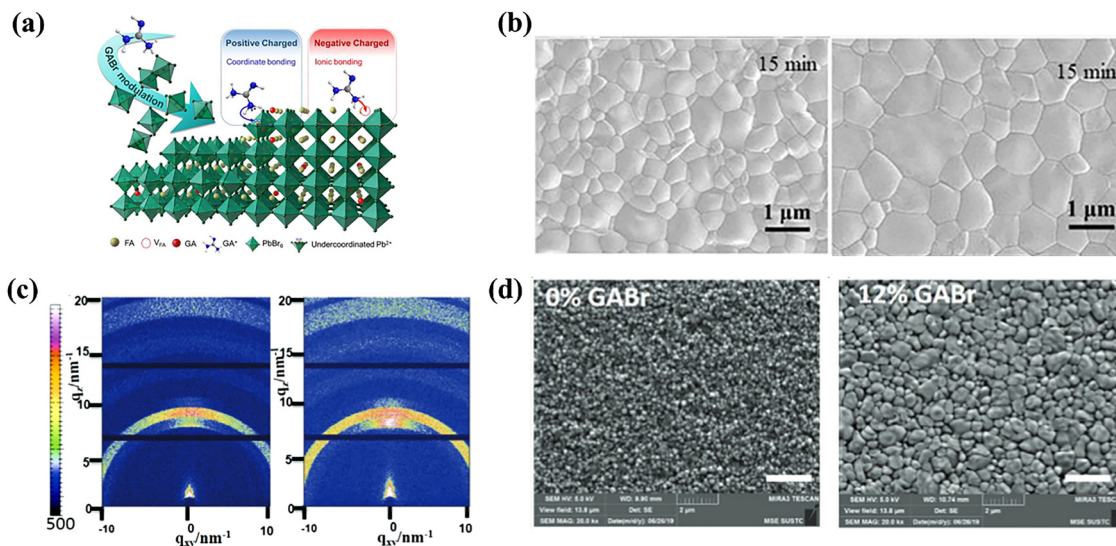 (a)
GABr modulation
Positive Charged
Coordinate bonding
Negative Charged
Ionic bonding
FA V_FA GA GA⁺ PbBr₆ Undercoordinated Pb²⁺
(b)
15 min
1 μm
15 min
1 μm
(c)
q_z/nm⁻¹
20
15
10
5
0
-10 0 10
q_xy/nm⁻¹
q_z/nm⁻¹
20
15
10
5
0
-10 0 10
q_xy/nm⁻¹
500
(d)
0% GABr
SEM HV: 5.0 kV WD: 8.90 mm MIRA3 TESCAN
View field: 13.8 μm Det: SE 2 μm
SEM MAG: 20.0 kx Date(m/d/y): 06/26/19 MSE SUSTC
12% GABr
SEM HV: 5.0 kV WD: 10.74 mm MIRA3 TESCAN
View field: 13.8 μm Det: SE 2 μm
SEM MAG: 20.0 kx Date(m/d/y): 06/26/19 MSE SUSTC